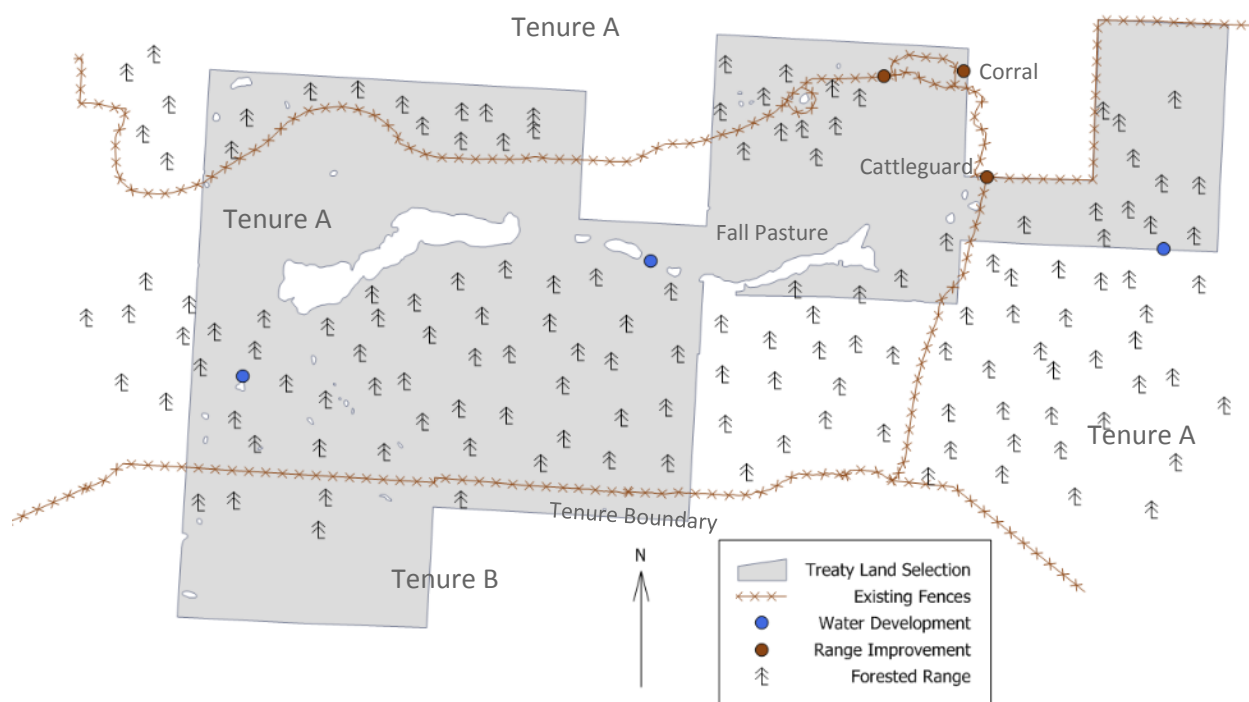 Tenure A
Corral
Cattleguard
Tenure A
Fall Pasture
Tenure A
Tenure Boundary
Tenure B
N
Treaty Land Selection
Existing Fences
Water Development
Range Improvement
Forested Range